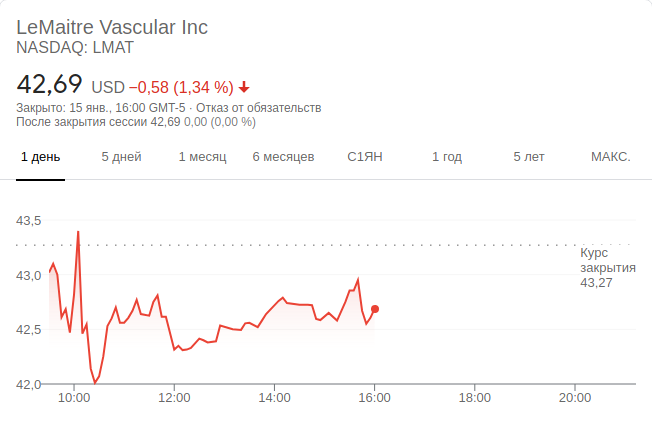 LeMaitre Vascular Inc
NASDAQ: LMAT
42,69 USD −0,58 (1,34 %)
Закрыто: 15 янв., 16:00 GMT-5 · Отказ от обязательств
После закрытия сессии 42,69 0,00 (0,00 %)
1 день 5 дней 1 месяц 6 месяцев С1ЯН 1 год 5 лет МАКС.
43,5
Курс
закрытия
43,27
43,0
42,5
42,0
10:00 12:00 14:00 16:00 18:00 20:00